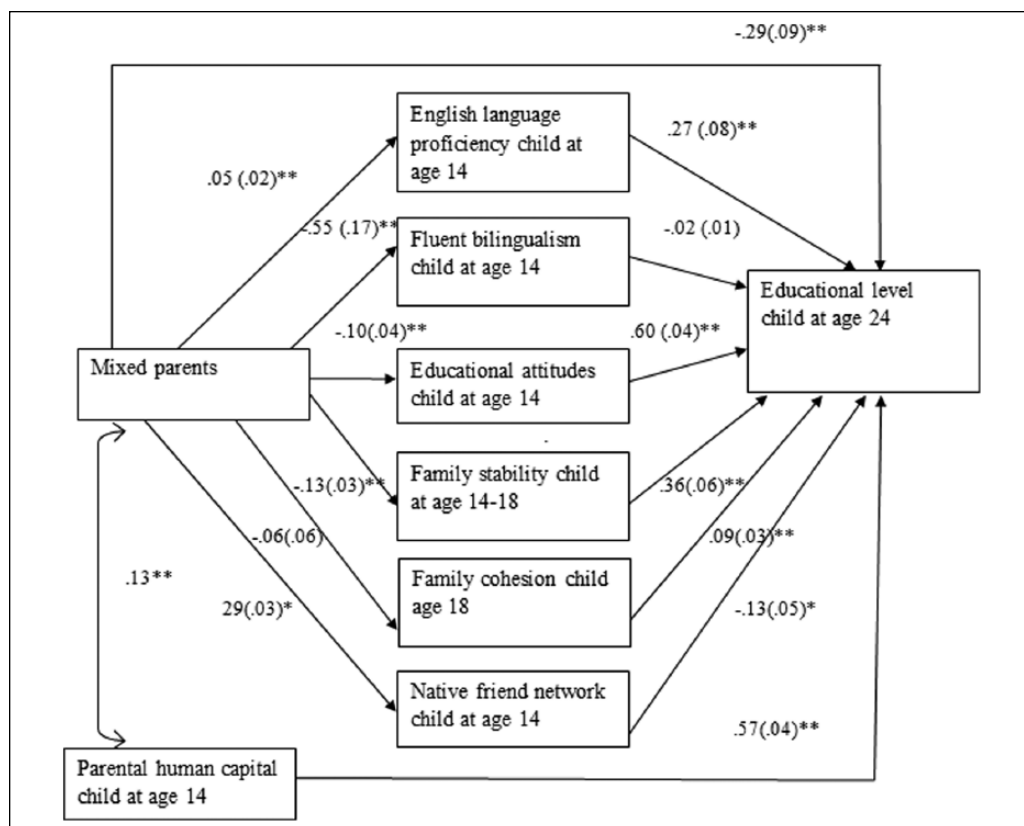 -.29(.09)**
English language
proficiency child at
age 14
.27 (.08)**
.05 (.02)**
-.55 (.17)**
Fluent bilingualism
child at age 14
-.02 (.01)
Educational level
child at age 24
-.10(.04)**
.60 (.04)**
Mixed parents
Educational attitudes
child at age 14
Family stability child
at age 14-18
-.13(.03)**
.36(.06)**
-.06(.06)
.09(.03)**
Family cohesion child
age 18
.13**
29(.03)*
-.13(.05)*
Native friend network
child at age 14
.57(.04)**
Parental human capital
child at age 14